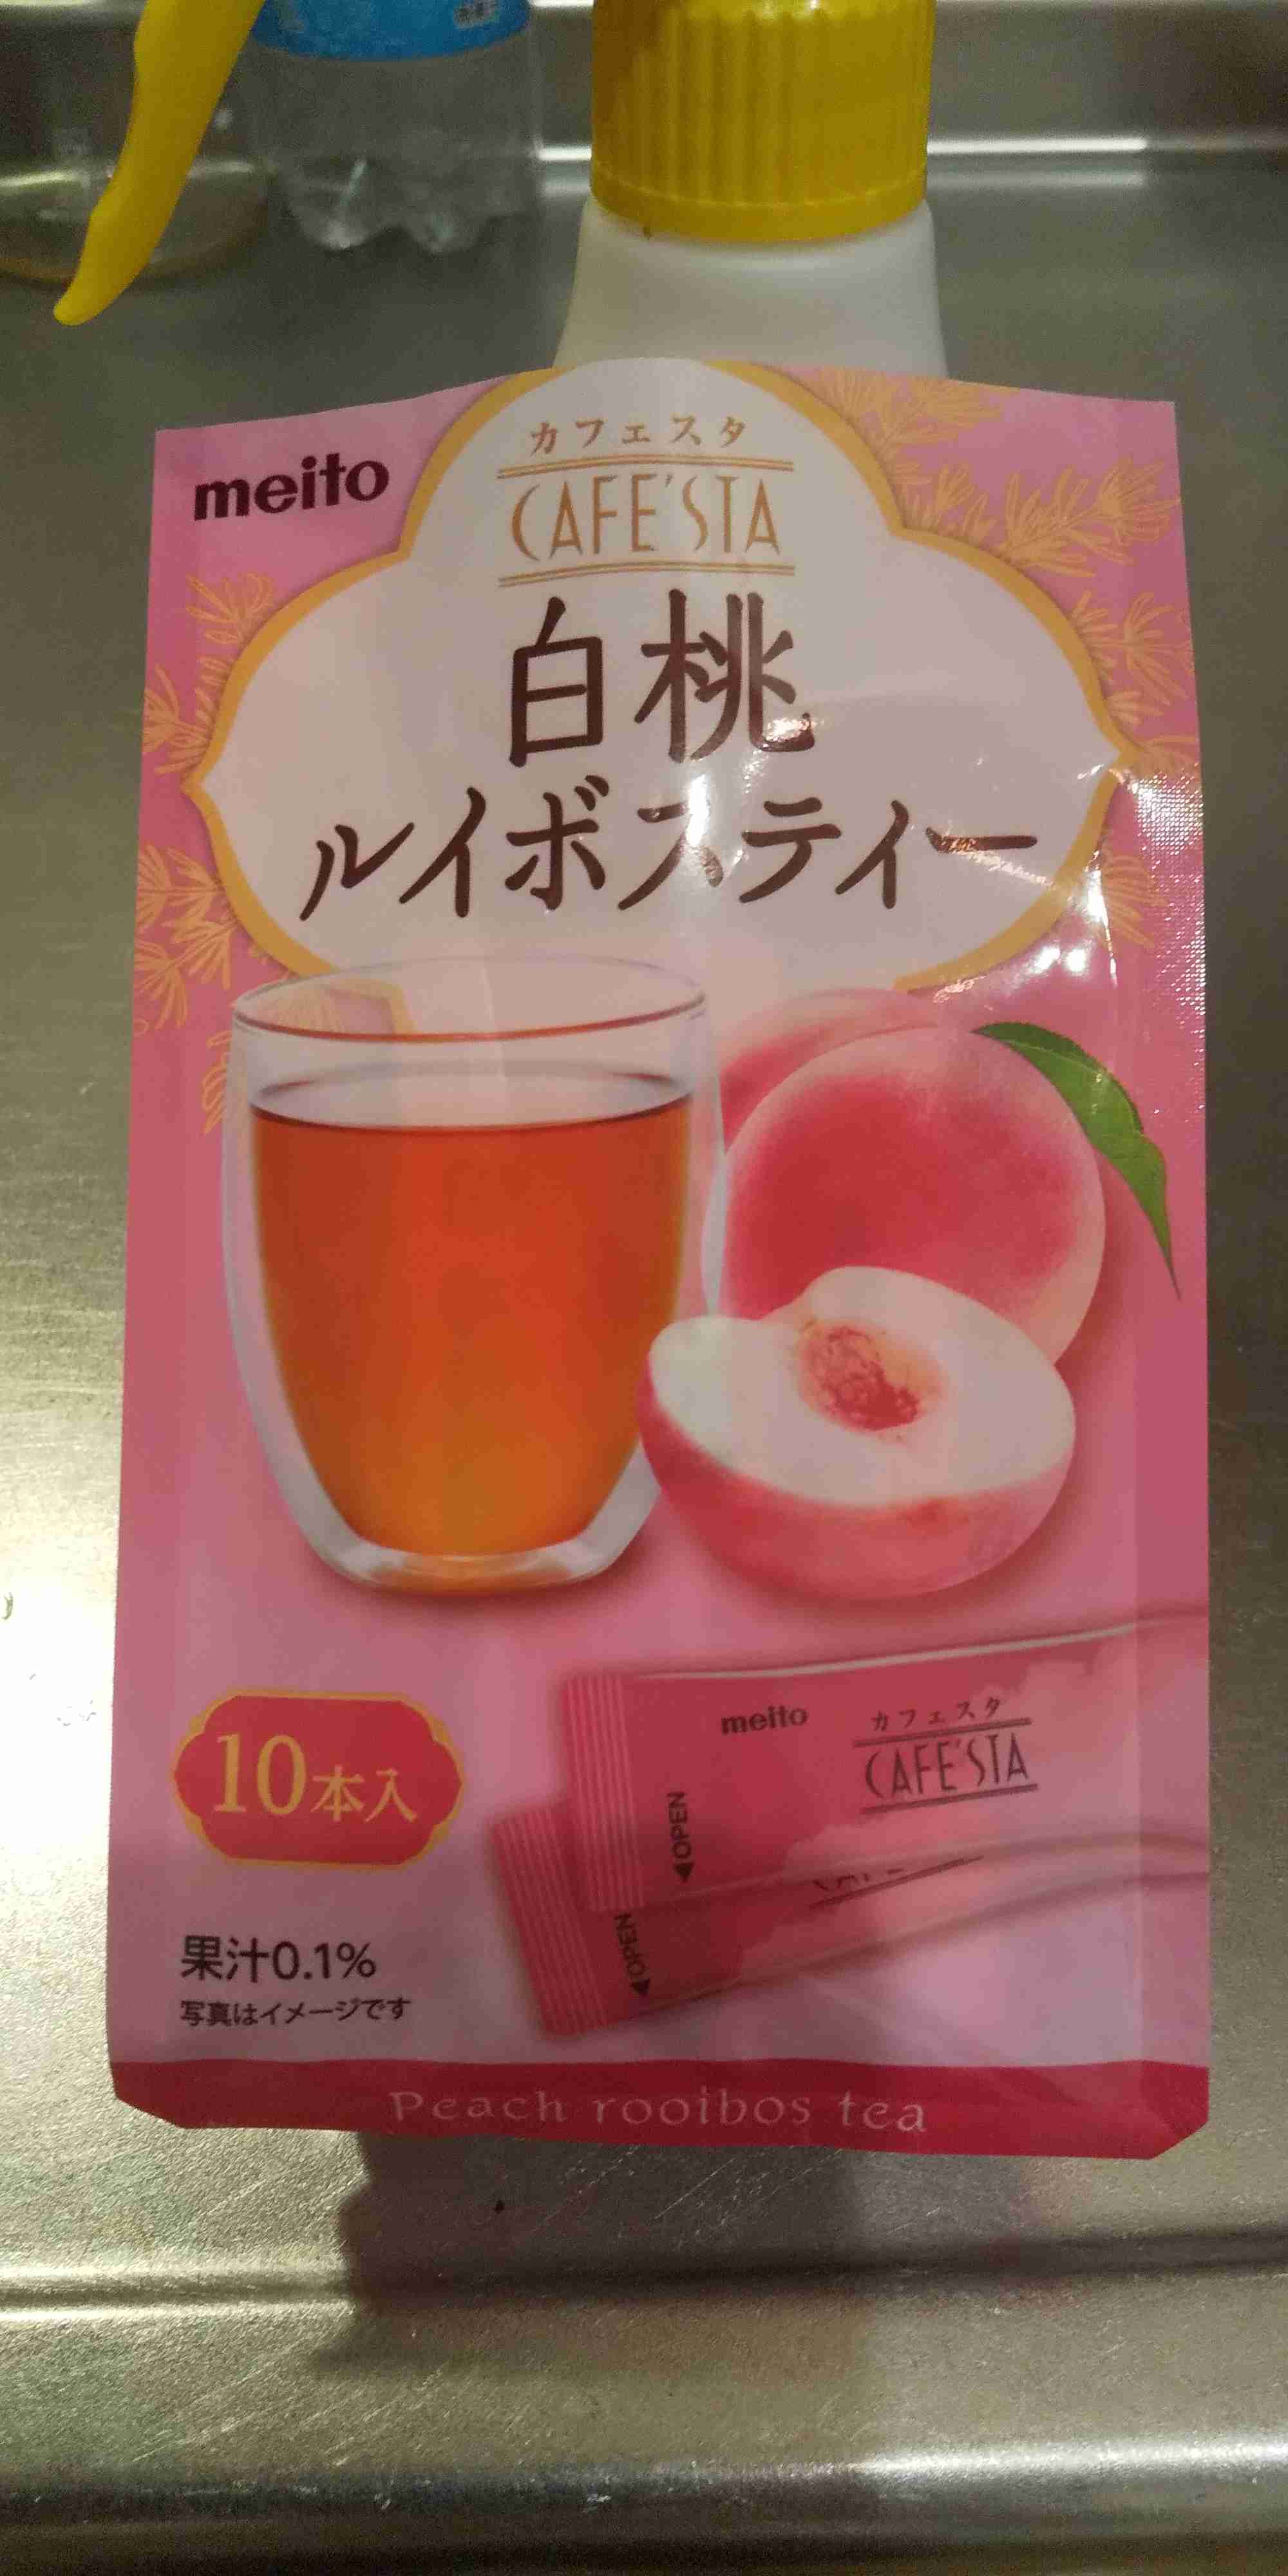 meito
カフェスタ
CAFE'STA
白桃
ルイボスティー
meito
カフェスタ
CAFE'STA
◀OPEN
◀OPEN
10本入
果汁0.1%
写真はイメージです
Peach rooibos tea